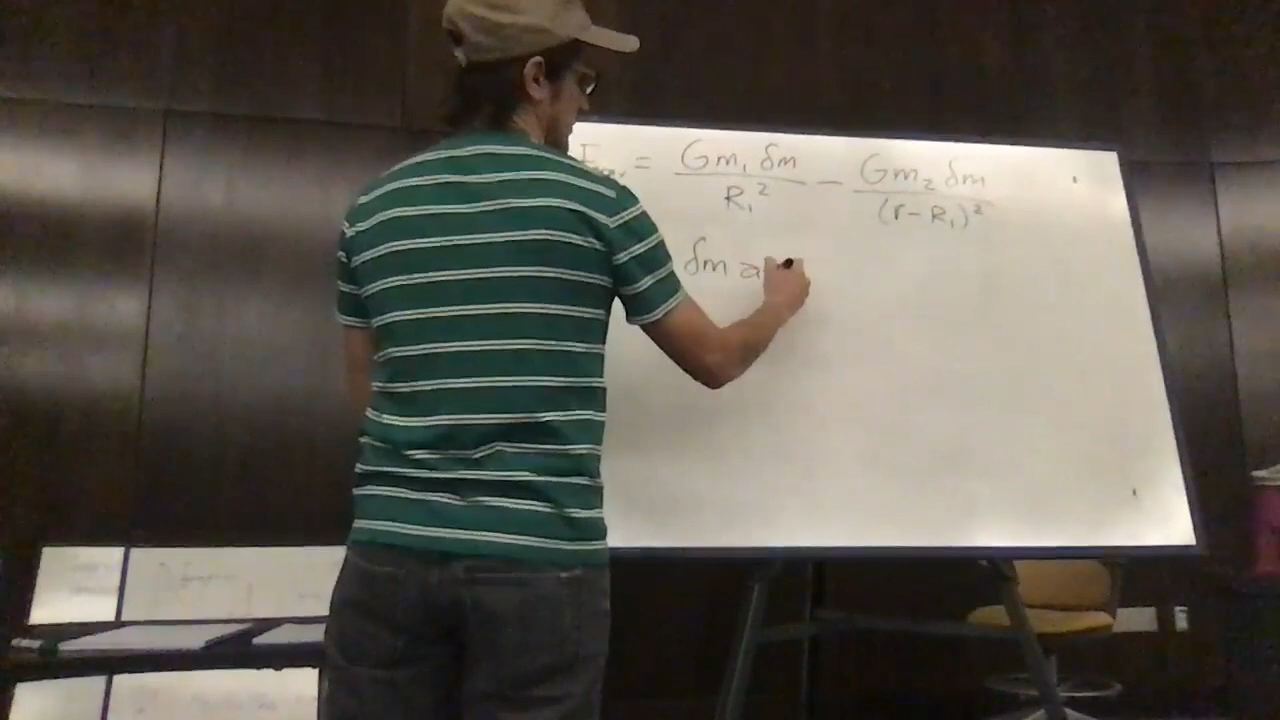 = Gm₁ δm / R₁² − Gm₂ δm / (r−R₁)²
δm a